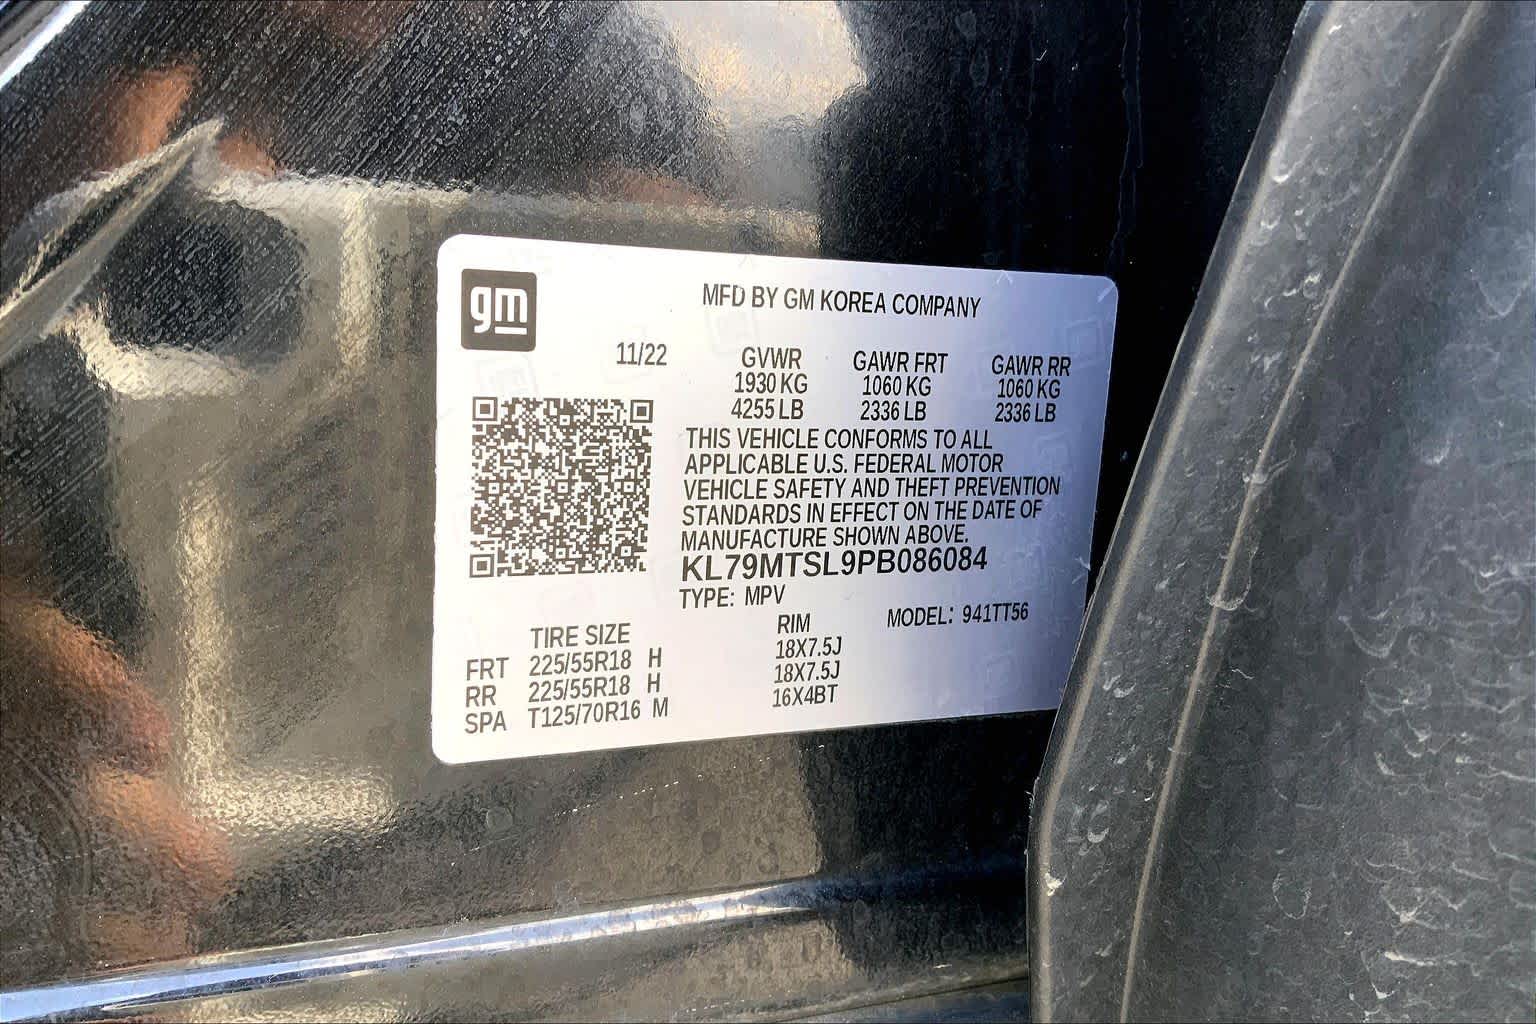 gm
MFD BY GM KOREA COMPANY
11/22 GVWR GAWR FRT GAWR RR
1930 KG 1060 KG 1060 KG
4255 LB 2336 LB 2336 LB
THIS VEHICLE CONFORMS TO ALL
APPLICABLE U.S. FEDERAL MOTOR
VEHICLE SAFETY AND THEFT PREVENTION
STANDARDS IN EFFECT ON THE DATE OF
MANUFACTURE SHOWN ABOVE.
KL79MTSL9PB086084
TYPE: MPV MODEL: 941TT56
TIRE SIZE RIM
FRT 225/55R18 H 18X7.5J
RR 225/55R18 H 18X7.5J
SPA T125/70R16 M 16X4BT